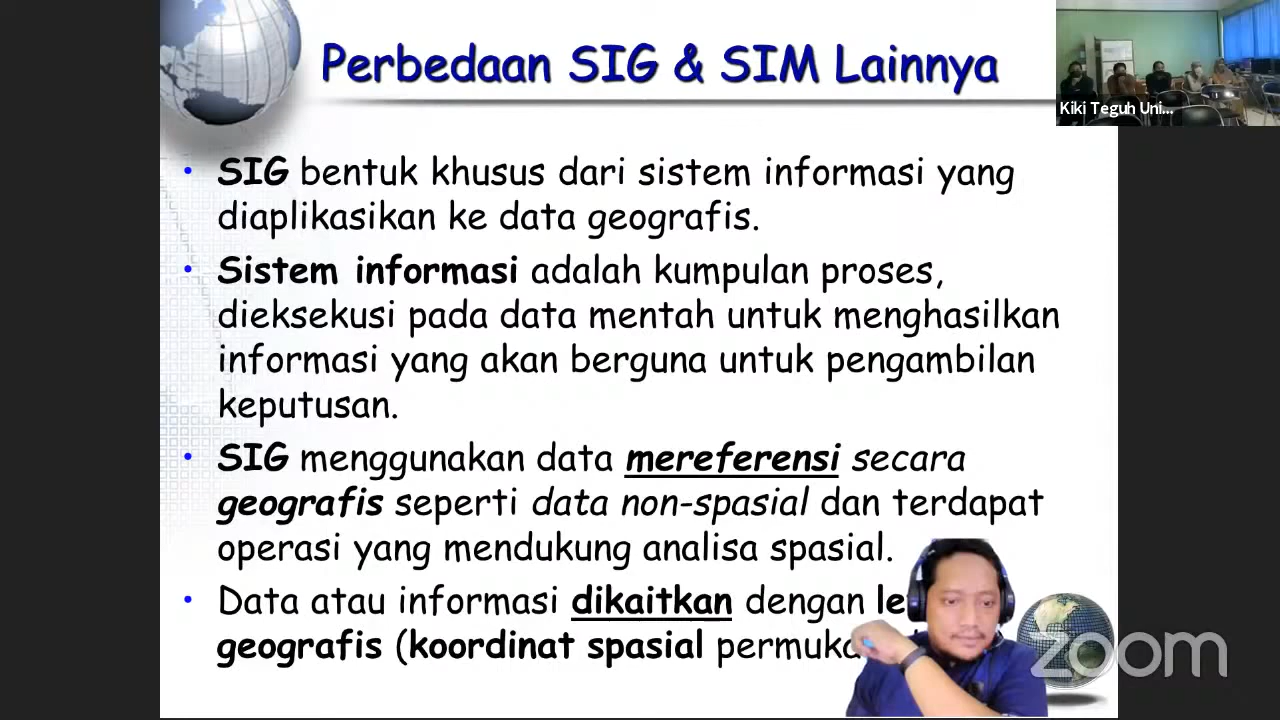 Perbedaan SIG & SIM Lainnya
Kiki Teguh Uni...
• SIG bentuk khusus dari sistem informasi yang
diaplikasikan ke data geografis.
• Sistem informasi adalah kumpulan proses,
dieksekusi pada data mentah untuk menghasilkan
informasi yang akan berguna untuk pengambilan
keputusan.
• SIG menggunakan data mereferensi secara
geografis seperti data non-spasial dan terdapat
operasi yang mendukung analisa spasial.
• Data atau informasi dikaitkan dengan
geografis (koordinat spasial
zoom